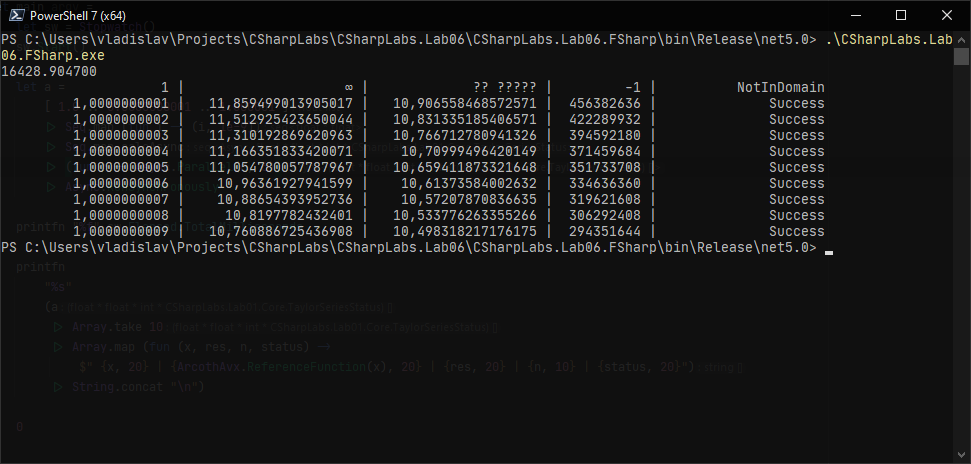 PowerShell 7 (x64)
PS C:\Users\vladislav\Projects\CSharpLabs\CSharpLabs.Lab06\CSharpLabs.Lab06.FSharp\bin\Release\net5.0> .\CSharpLabs.Lab
06.FSharp.exe
16428.904700
1 | ∞ | ?? ????? | -1 | NotInDomain
1,0000000001 | 11,859499013905017 | 10,906558468572571 | 456382636 | Success
1,0000000002 | 11,512925423650044 | 10,831335185406571 | 422289932 | Success
1,0000000003 | 11,310192869620963 | 10,766712780941326 | 394592180 | Success
1,0000000004 | 11,166351833420071 | 10,70999496420149 | 371459684 | Success
1,0000000005 | 11,054780057787967 | 10,659411873321648 | 351733708 | Success
1,0000000006 | 10,96361927941599 | 10,61373584002632 | 334636360 | Success
1,0000000007 | 10,88654393952736 | 10,57207870836635 | 319621608 | Success
1,0000000008 | 10,8197782432401 | 10,533776263355266 | 306292408 | Success
1,0000000009 | 10,760886725436908 | 10,498318217176175 | 294351644 | Success
PS C:\Users\vladislav\Projects\CSharpLabs\CSharpLabs.Lab06\CSharpLabs.Lab06.FSharp\bin\Release\net5.0>
printfn
"%s"
(a
▷ Array.take 10
▷ Array.map (fun (x, res, n, status) ->
$" {x, 20} | {ArcothAvx.ReferenceFunction(x), 20} | {res, 20} | {n, 10} | {status, 20}")
▷ String.concat "\n")
0